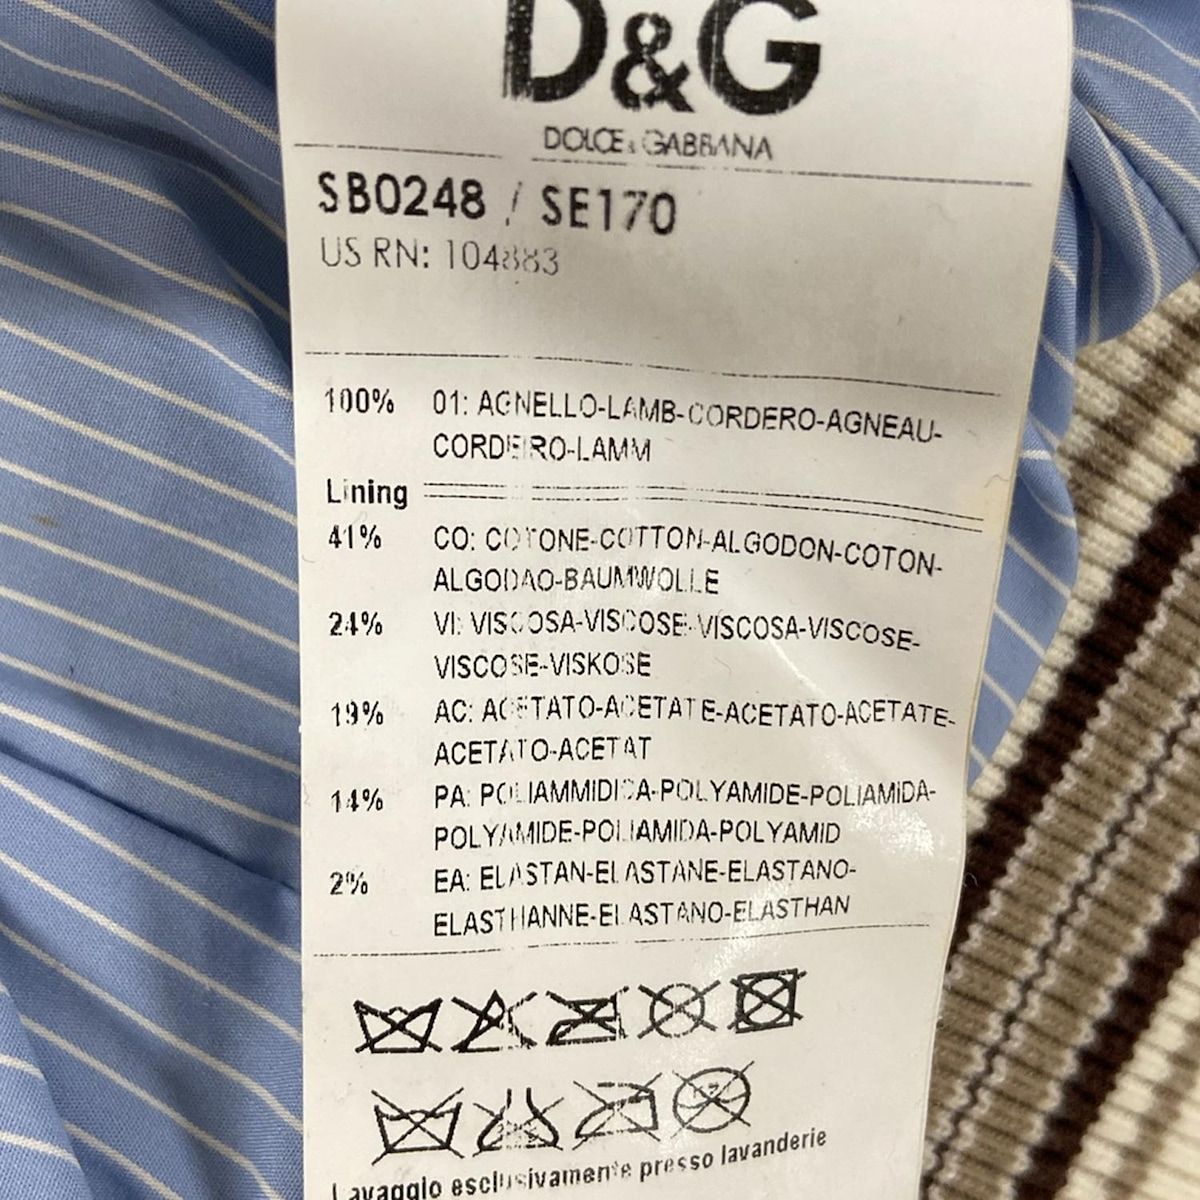 D&G
DOLCE & GABBANA
SB0248 / SE170
US RN: 104883
100% 01: AGNELLO-LAMB-CORDERO-AGNEAU-
CORDEIRO-LAMM
Lining
41% CO: COTONE-COTTON-ALGODON-COTON-
ALGODAO-BAUMWOLLE
24% VI: VISCOSA-VISCOSE-VISCOSA-VISCOSE-
VISCOSE-VISKOSE
19% AC: ACETATO-ACETATE-ACETATO-ACETATE-
ACETATO-ACETAT
14% PA: POLIAMMIDICA-POLYAMIDE-POLIAMIDA-
POLYAMIDE-POLIAMIDA-POLYAMID
2% EA: ELASTAN-ELASTANE-ELASTANO-
ELASTHANNE-ELASTANO-ELASTHAN
Lavaggio esclusivamente presso lavanderie